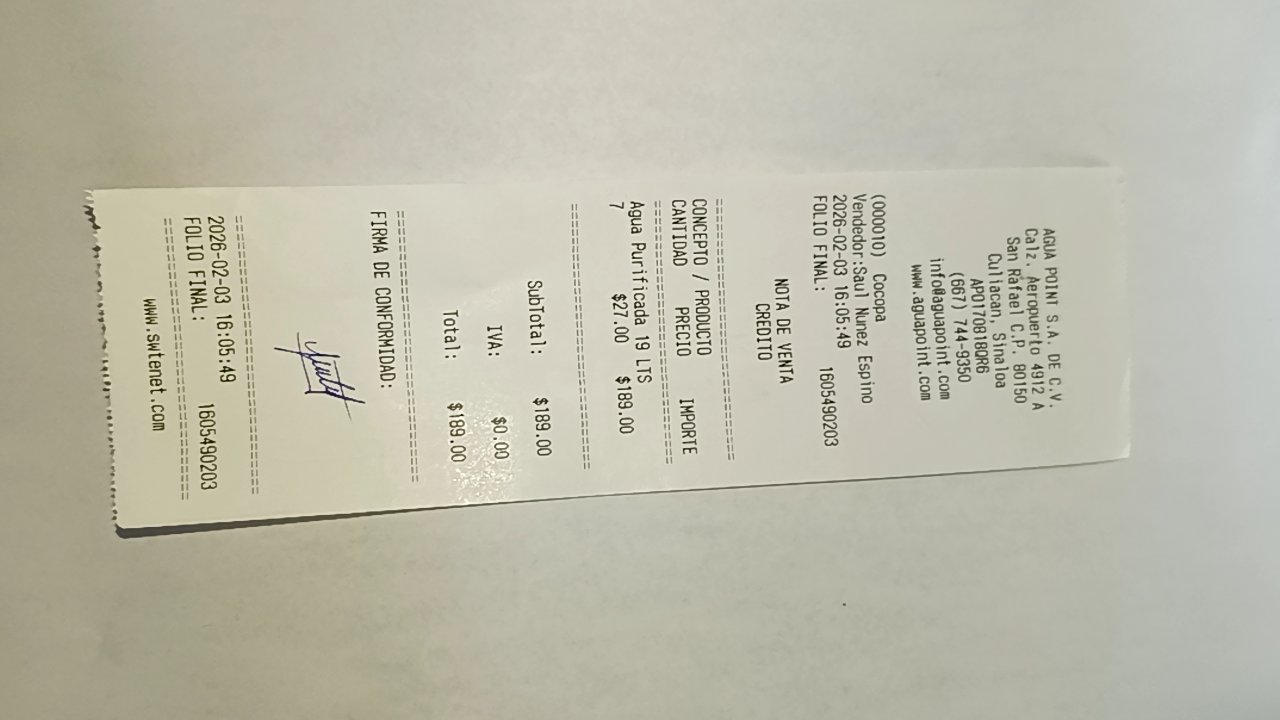 AGUA POINT S.A. DE C.V.
Calz. Aeropuerto 4912 A
San Rafael C.P. 80150
Culiacan, Sinaloa
APO170818QR6
(667) 744-9350
info@aguapoint.com
www.aguapoint.com
(000010) Cocopa
Vendedor:Saul Nunez Espino
2026-02-03 16:05:49
FOLIO FINAL: 1605490203
NOTA DE VENTA
CREDITO
==============================
CONCEPTO / PRODUCTO
CANTIDAD PRECIO IMPORTE
==============================
Agua Purificada 19 LTS
7 $27.00 $189.00
==============================
SubTotal: $189.00
IVA: $0.00
Total: $189.00
==============================
FIRMA DE CONFORMIDAD:
==============================
2026-02-03 16:05:49
FOLIO FINAL: 1605490203
==============================
www.swtenet.com